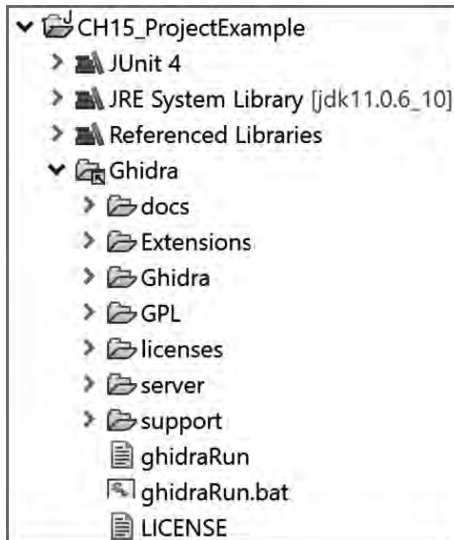 CH15_ProjectExample
JUnit 4
JRE System Library [jdk11.0.6_10]
Referenced Libraries
Ghidra
docs
Extensions
Ghidra
GPL
licenses
server
support
ghidraRun
ghidraRun.bat
LICENSE